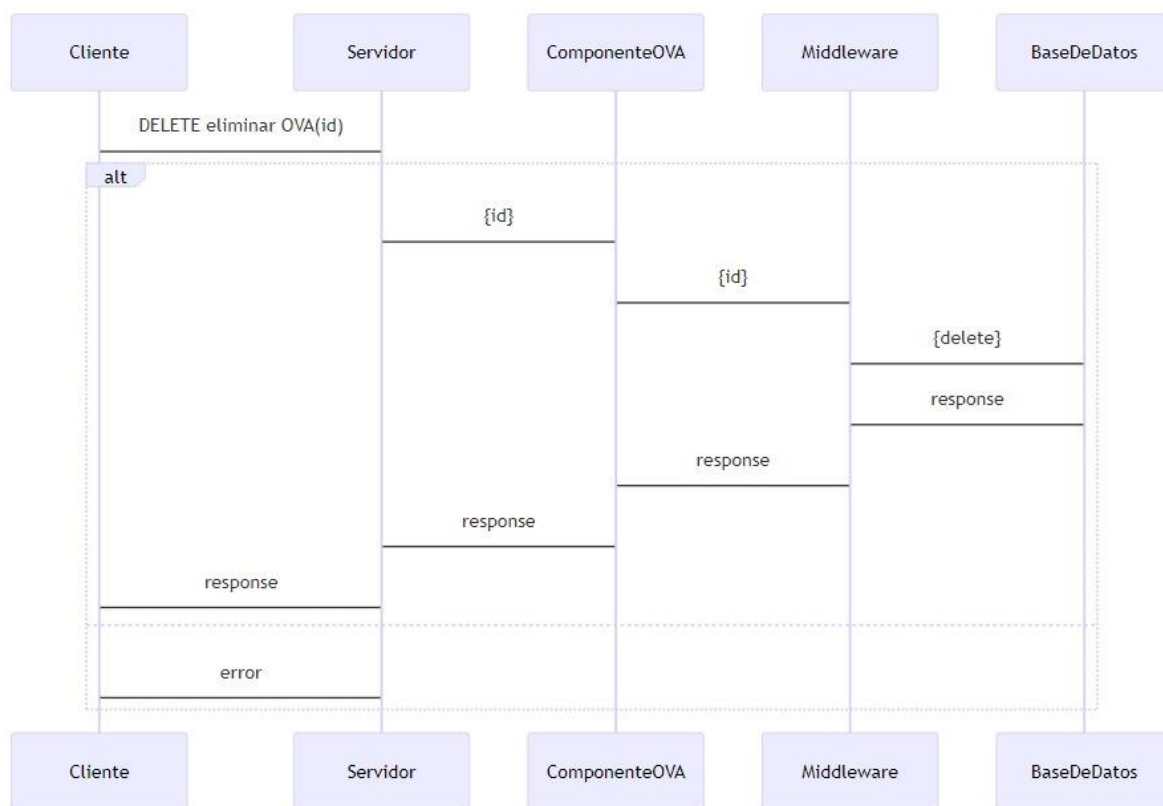 Cliente Servidor ComponenteOVA Middleware BaseDeDatos
DELETE eliminar OVA(id)
alt
{id}
{id}
{delete}
response
response
response
response
error
Cliente Servidor ComponenteOVA Middleware BaseDeDatos